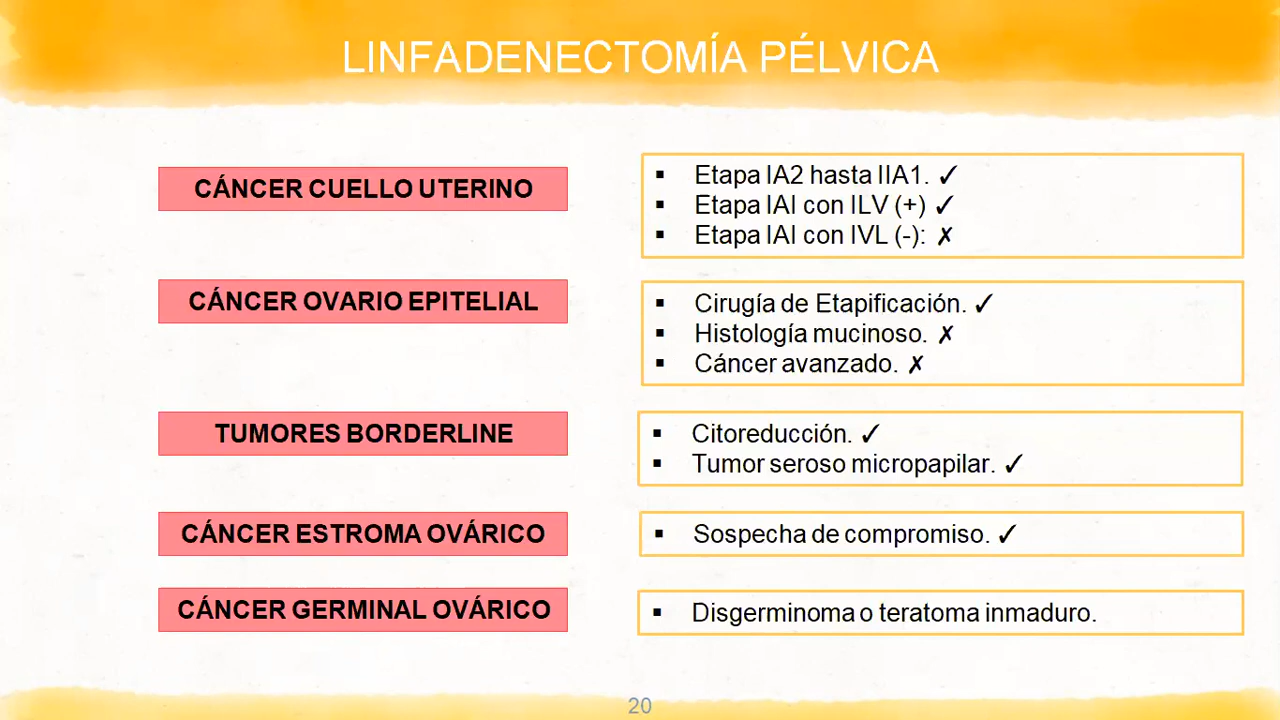 LINFADENECTOMÍA PÉLVICA
CÁNCER CUELLO UTERINO
▪ Etapa IA2 hasta IIA1. ✓
▪ Etapa IAI con ILV (+) ✓
▪ Etapa IAI con IVL (-): ✗
CÁNCER OVARIO EPITELIAL
▪ Cirugía de Etapificación. ✓
▪ Histología mucinoso. ✗
▪ Cáncer avanzado. ✗
TUMORES BORDERLINE
▪ Citoreducción. ✓
▪ Tumor seroso micropapilar. ✓
CÁNCER ESTROMA OVÁRICO
▪ Sospecha de compromiso. ✓
CÁNCER GERMINAL OVÁRICO
▪ Disgerminoma o teratoma inmaduro.
20